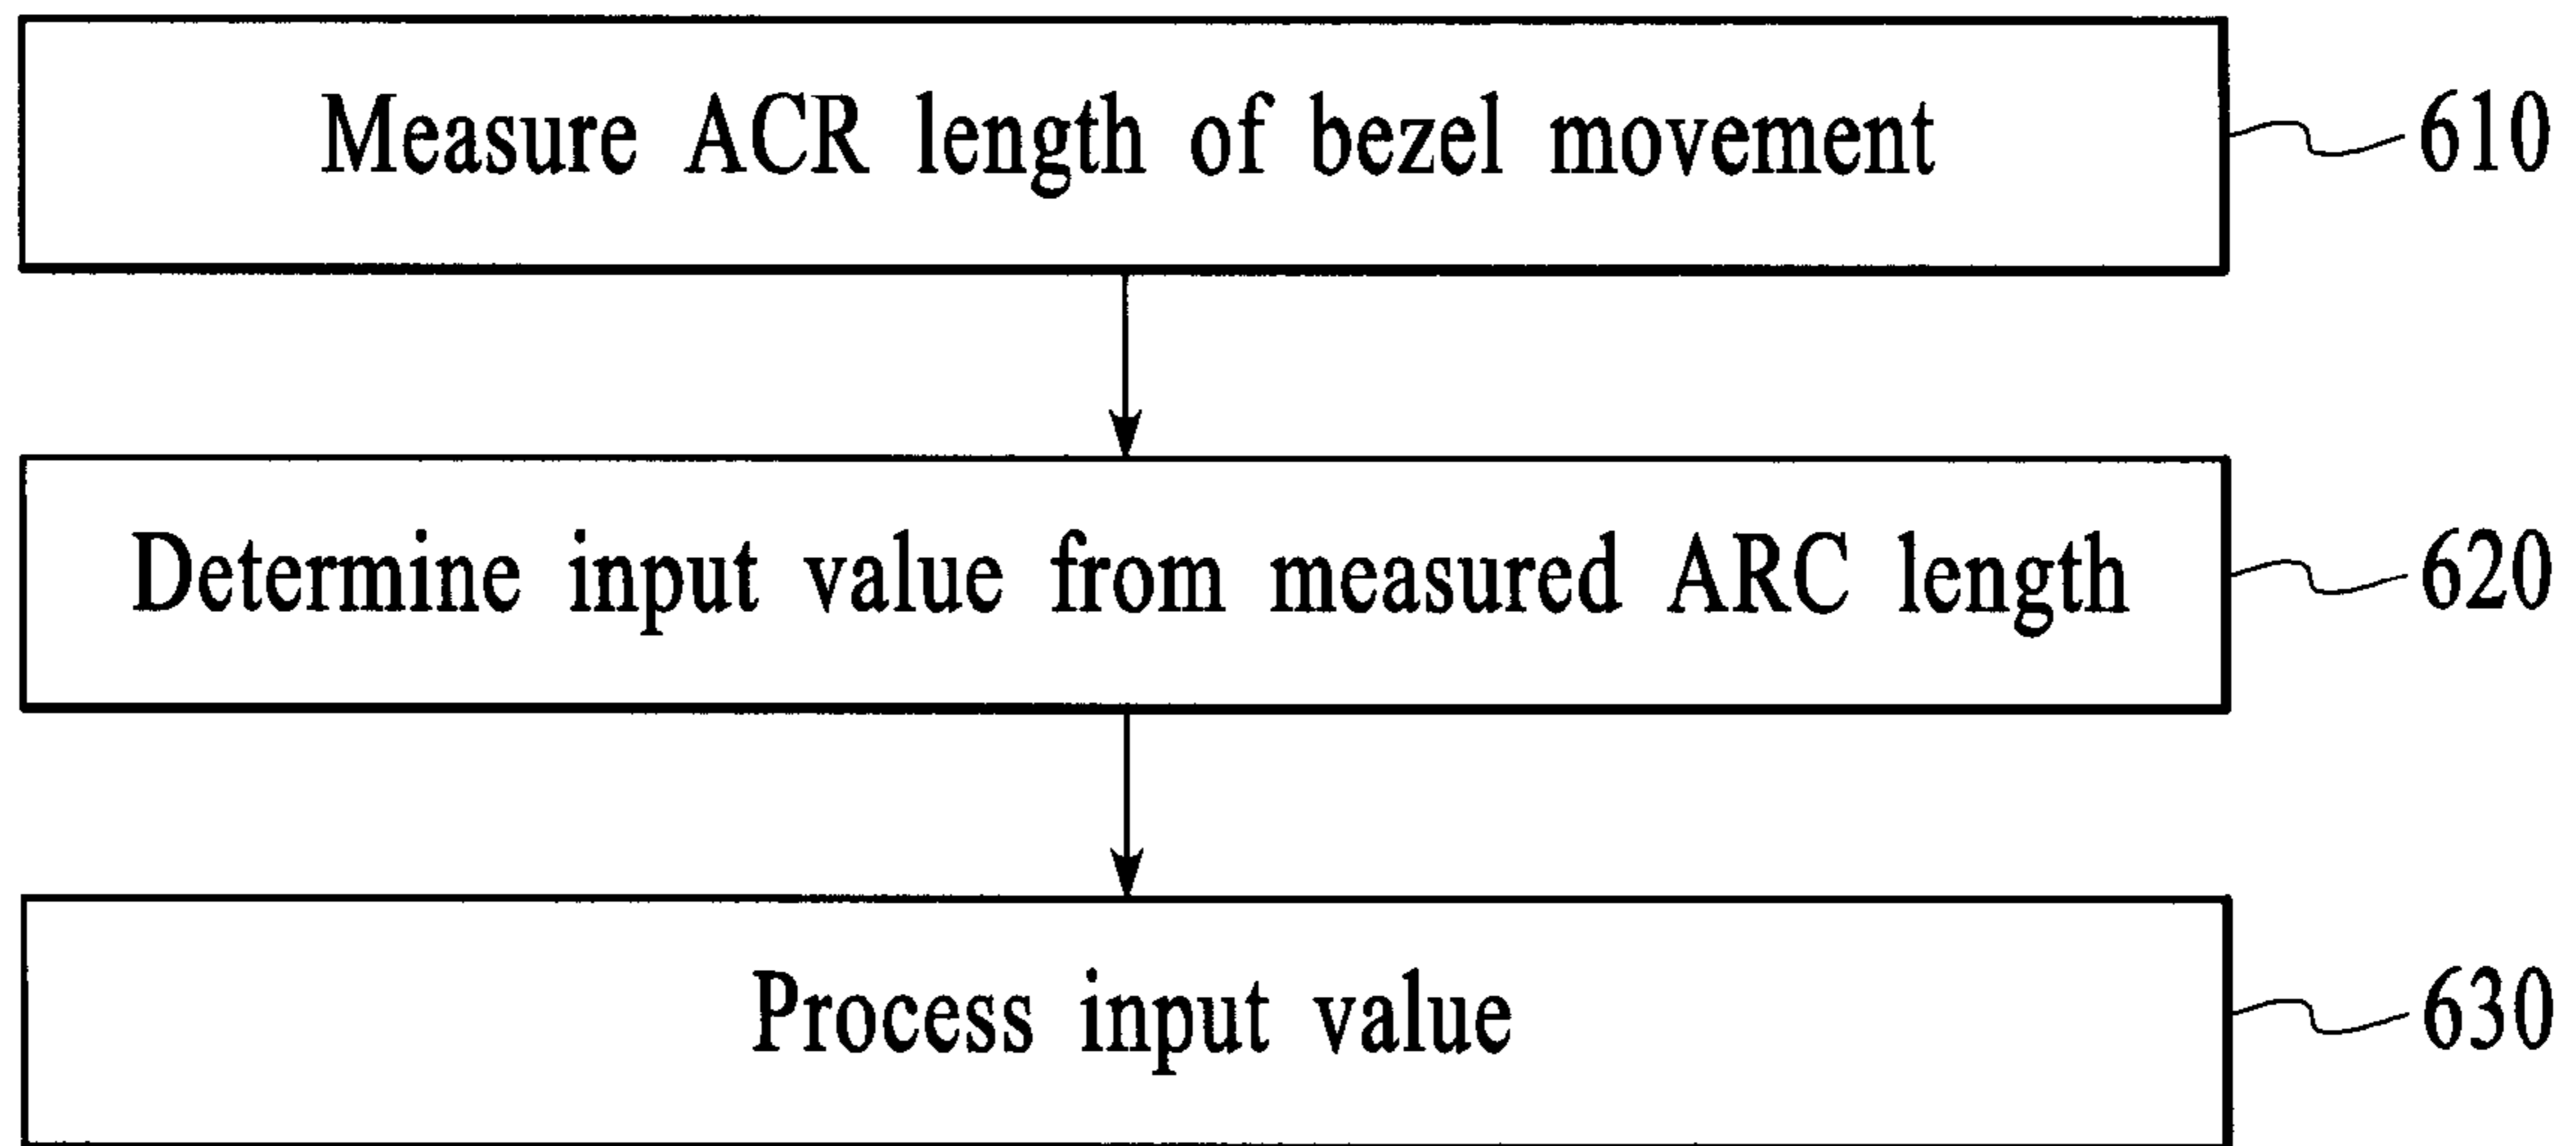 Measure ACR length of bezel movement
610
Determine input value from measured ARC length
620
Process input value
630